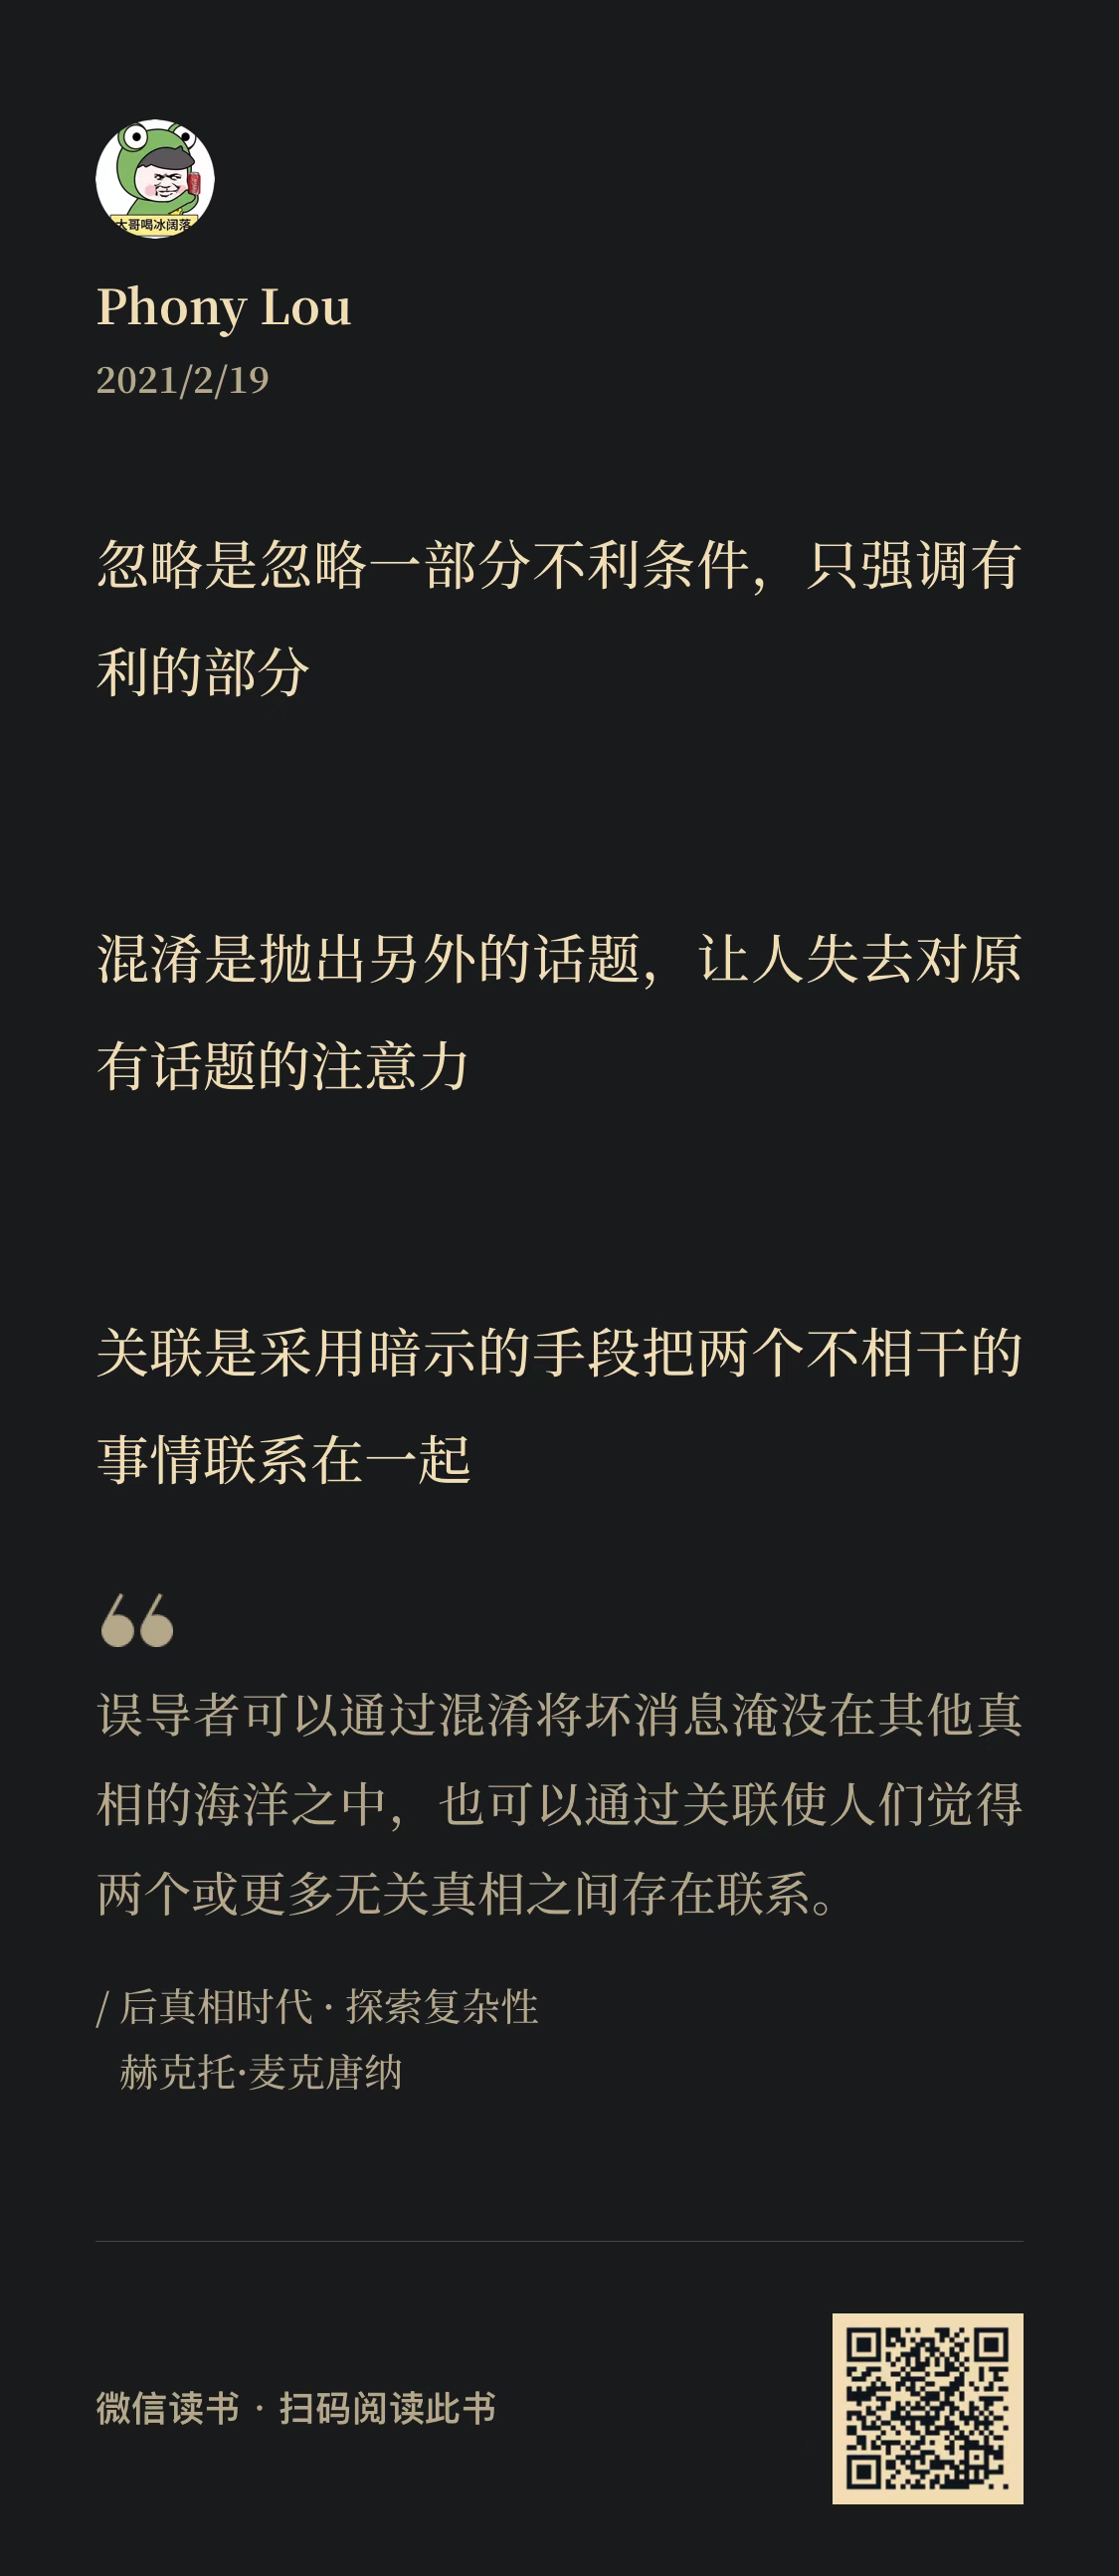 大哥喝冰阔落
Phony Lou
2021/2/19
忽略是忽略一部分不利条件，只强调有
利的部分
混淆是抛出另外的话题，让人失去对原
有话题的注意力
关联是采用暗示的手段把两个不相干的
事情联系在一起
误导者可以通过混淆将坏消息淹没在其他真
相的海洋之中，也可以通过关联使人们觉得
两个或更多无关真相之间存在联系。
/ 后真相时代 · 探索复杂性
赫克托·麦克唐纳
微信读书 · 扫码阅读此书